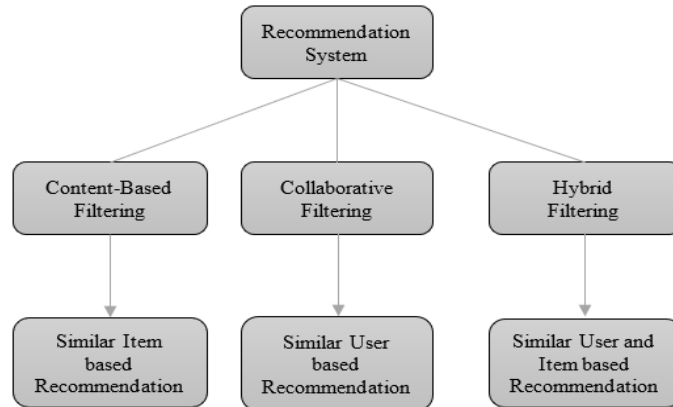 Recommendation
System
Content-Based
Filtering
Collaborative
Filtering
Hybrid
Filtering
Similar Item
based
Recommendation
Similar User
based
Recommendation
Similar User and
Item based
Recommendation